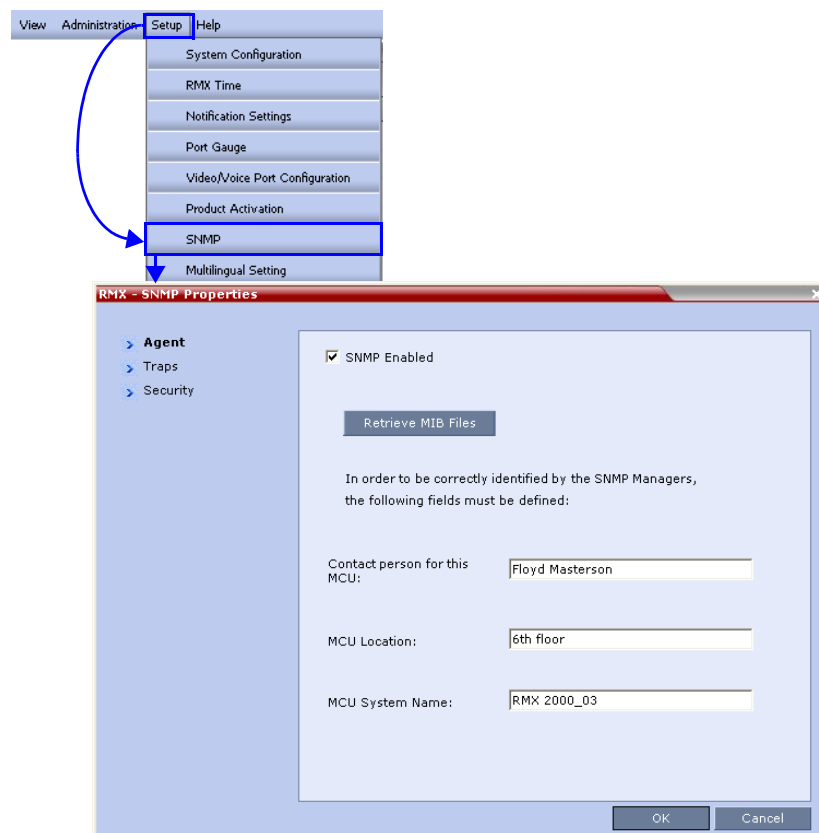 View Administration Setup Help
System Configuration
RMX Time
Notification Settings
Port Gauge
Video/Voice Port Configuration
Product Activation
SNMP
Multilingual Setting
RMX - SNMP Properties
Agent
Traps
Security
SNMP Enabled
Retrieve MIB Files
In order to be correctly identified by the SNMP Managers,
the following fields must be defined:
Contact person for this
MCU:
Floyd Masterson
MCU Location:
6th floor
MCU System Name:
RMX 2000_03
OK Cancel